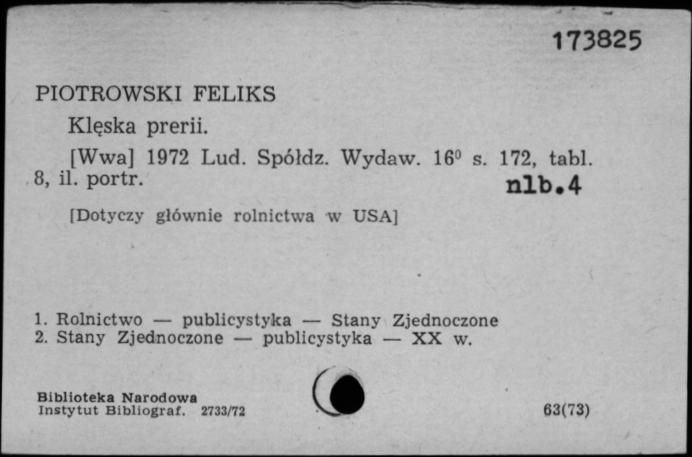 173825
PIOTROWSKI FELIKS
Klęska prerii.
[Wwa] 1972 Lud. Spółdz. Wydaw. 16⁰ s. 172, tabl.
8, il. portr.
nlb.4
[Dotyczy głównie rolnictwa w USA]
1. Rolnictwo — publicystyka — Stany Zjednoczone
2. Stany Zjednoczone — publicystyka — XX w.
Biblioteka Narodowa
Instytut Bibliograf. 2733/72
63(73)